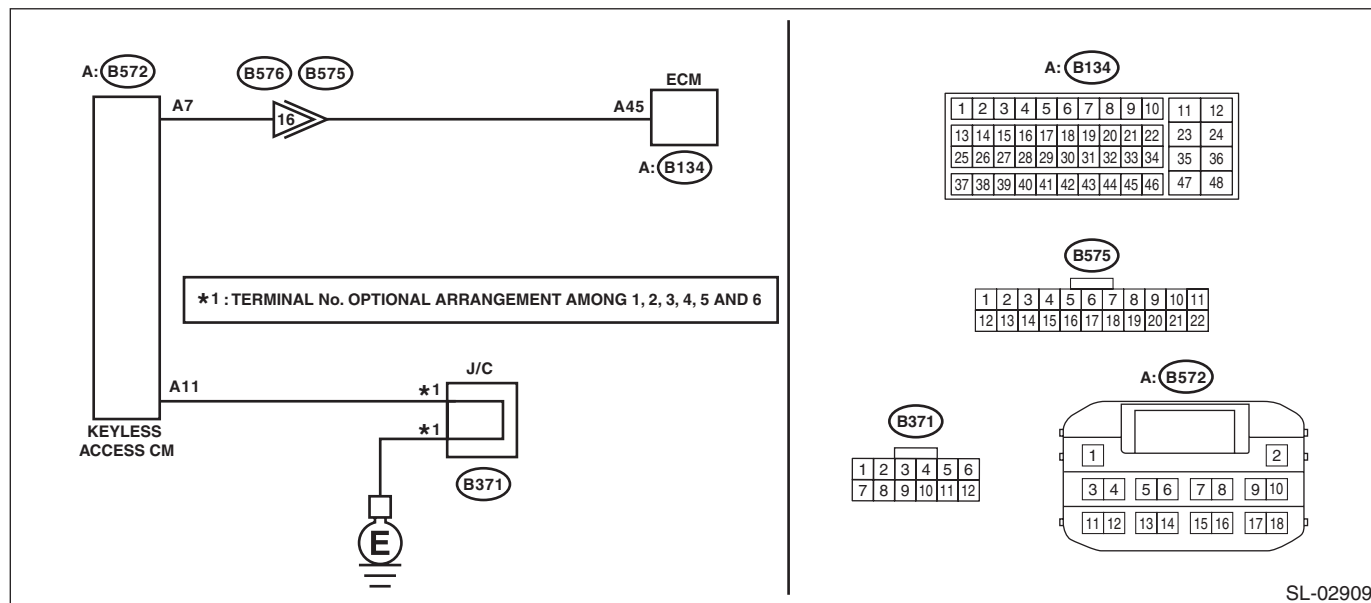 A: B572
B576 B575
ECM
A7
16
A45
A: B134
*1 : TERMINAL No. OPTIONAL ARRANGEMENT AMONG 1, 2, 3, 4, 5 AND 6
J/C
A11
*1
*1
KEYLESS
ACCESS CM
B371
E
A: B134
1 2 3 4 5 6 7 8 9 10 11 12
13 14 15 16 17 18 19 20 21 22 23 24
25 26 27 28 29 30 31 32 33 34 35 36
37 38 39 40 41 42 43 44 45 46 47 48
B575
1 2 3 4 5 6 7 8 9 10 11
12 13 14 15 16 17 18 19 20 21 22
B371
1 2 3 4 5 6
7 8 9 10 11 12
A: B572
1 2
3 4 5 6 7 8 9 10
11 12 13 14 15 16 17 18
SL-02909